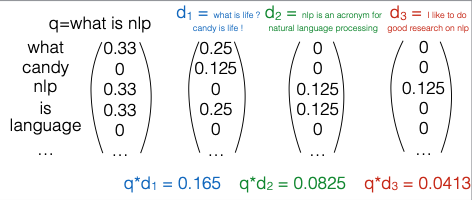 q=what is nlp
d1 = what is life ?
candy is life !
d2 = nlp is an acronym for
natural language processing
d3 = I like to do
good research on nlp
what 0.33 0.25 0 0
candy 0 0.125 0 0
nlp 0.33 0 0.125 0.125
is 0.33 0.25 0.125 0
language 0 0 0 0
... ... ... ... ...
q*d1 = 0.165 q*d2 = 0.0825 q*d3 = 0.0413